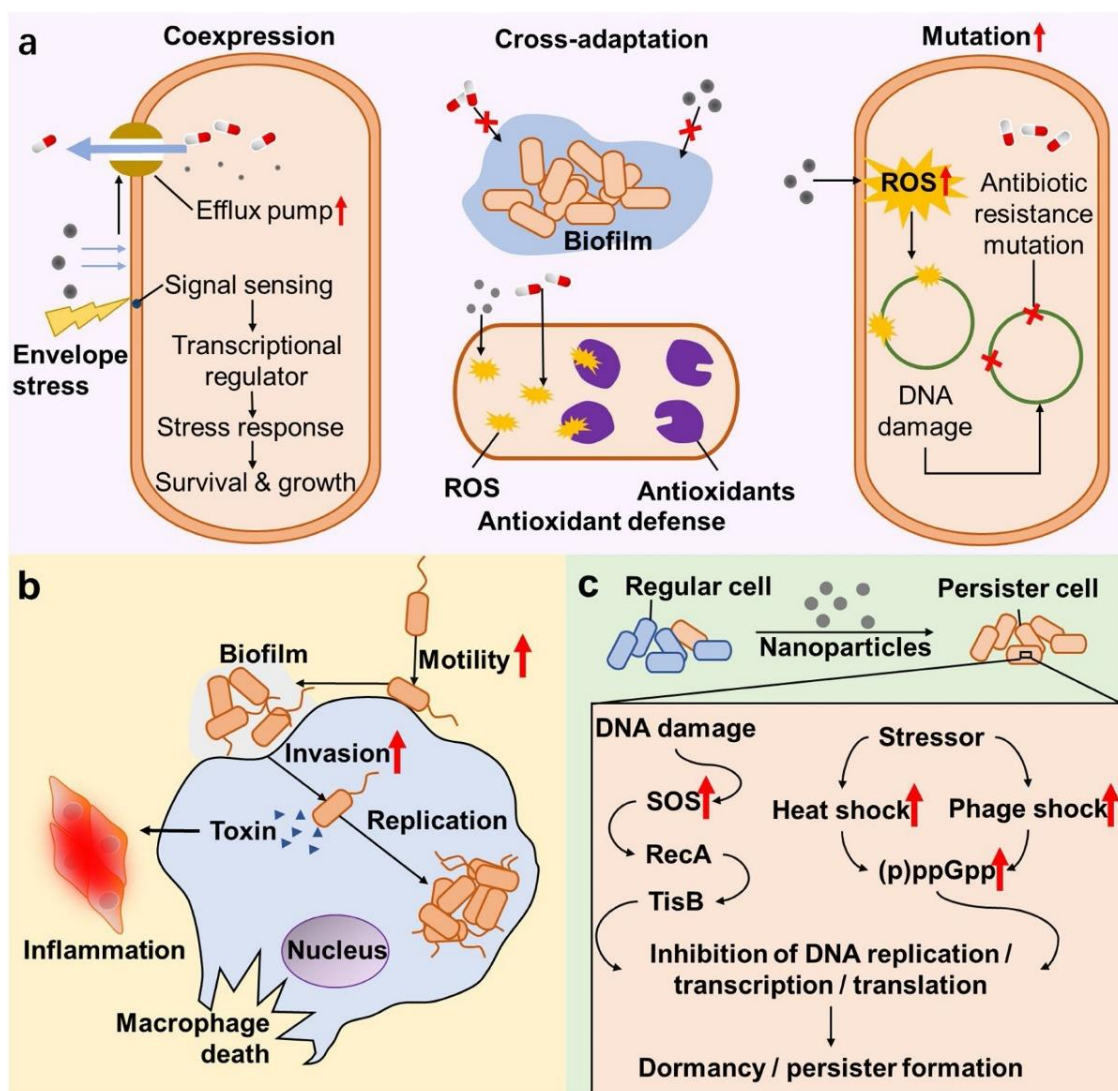 a
Coexpression
Efflux pump
Signal sensing
Transcriptional
regulator
Stress response
Survival & growth
Envelope
stress
Cross-adaptation
Biofilm
ROS
Antioxidants
Antioxidant defense
Mutation
ROS
Antibiotic
resistance
mutation
DNA
damage
b
Biofilm
Motility
Invasion
Toxin
Replication
Inflammation
Nucleus
Macrophage
death
c
Regular cell
Nanoparticles
Persister cell
DNA damage
SOS
RecA
TisB
Stressor
Heat shock
Phage shock
(p)ppGpp
Inhibition of DNA replication /
transcription / translation
Dormancy / persister formation